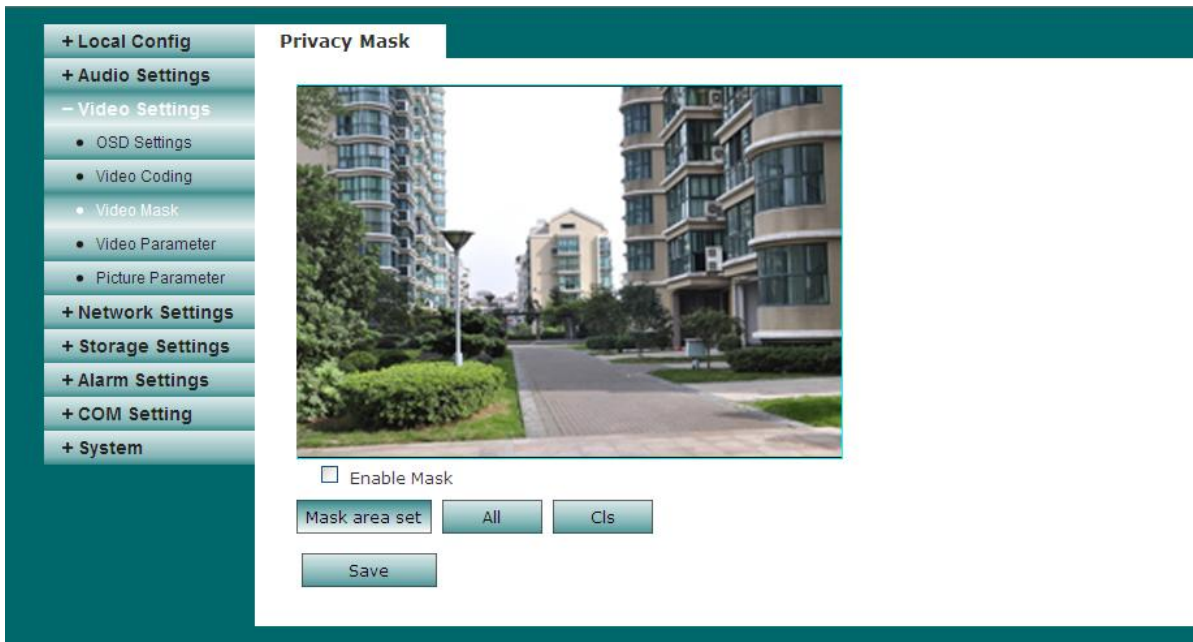 + Local Config
+ Audio Settings
− Video Settings
• OSD Settings
• Video Coding
• Video Mask
• Video Parameter
• Picture Parameter
+ Network Settings
+ Storage Settings
+ Alarm Settings
+ COM Setting
+ System
Privacy Mask
Enable Mask
Mask area set All Cls
Save